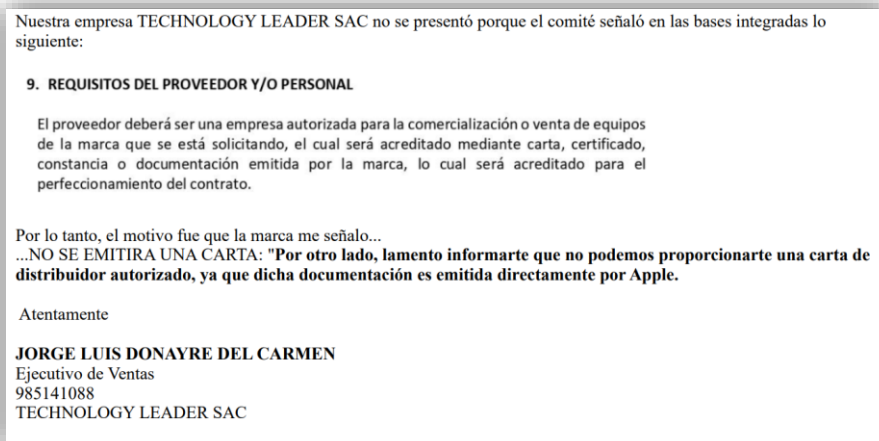 Nuestra empresa TECHNOLOGY LEADER SAC no se presentó porque el comité señaló en las bases integradas lo
siguiente:
9. REQUISITOS DEL PROVEEDOR Y/O PERSONAL
El proveedor deberá ser una empresa autorizada para la comercialización o venta de equipos
de la marca que se está solicitando, el cual será acreditado mediante carta, certificado,
constancia o documentación emitida por la marca, lo cual será acreditado para el
perfeccionamiento del contrato.
Por lo tanto, el motivo fue que la marca me señalo...
...NO SE EMITIRA UNA CARTA: "Por otro lado, lamento informarte que no podemos proporcionarte una carta de
distribuidor autorizado, ya que dicha documentación es emitida directamente por Apple.
Atentamente
JORGE LUIS DONAYRE DEL CARMEN
Ejecutivo de Ventas
985141088
TECHNOLOGY LEADER SAC